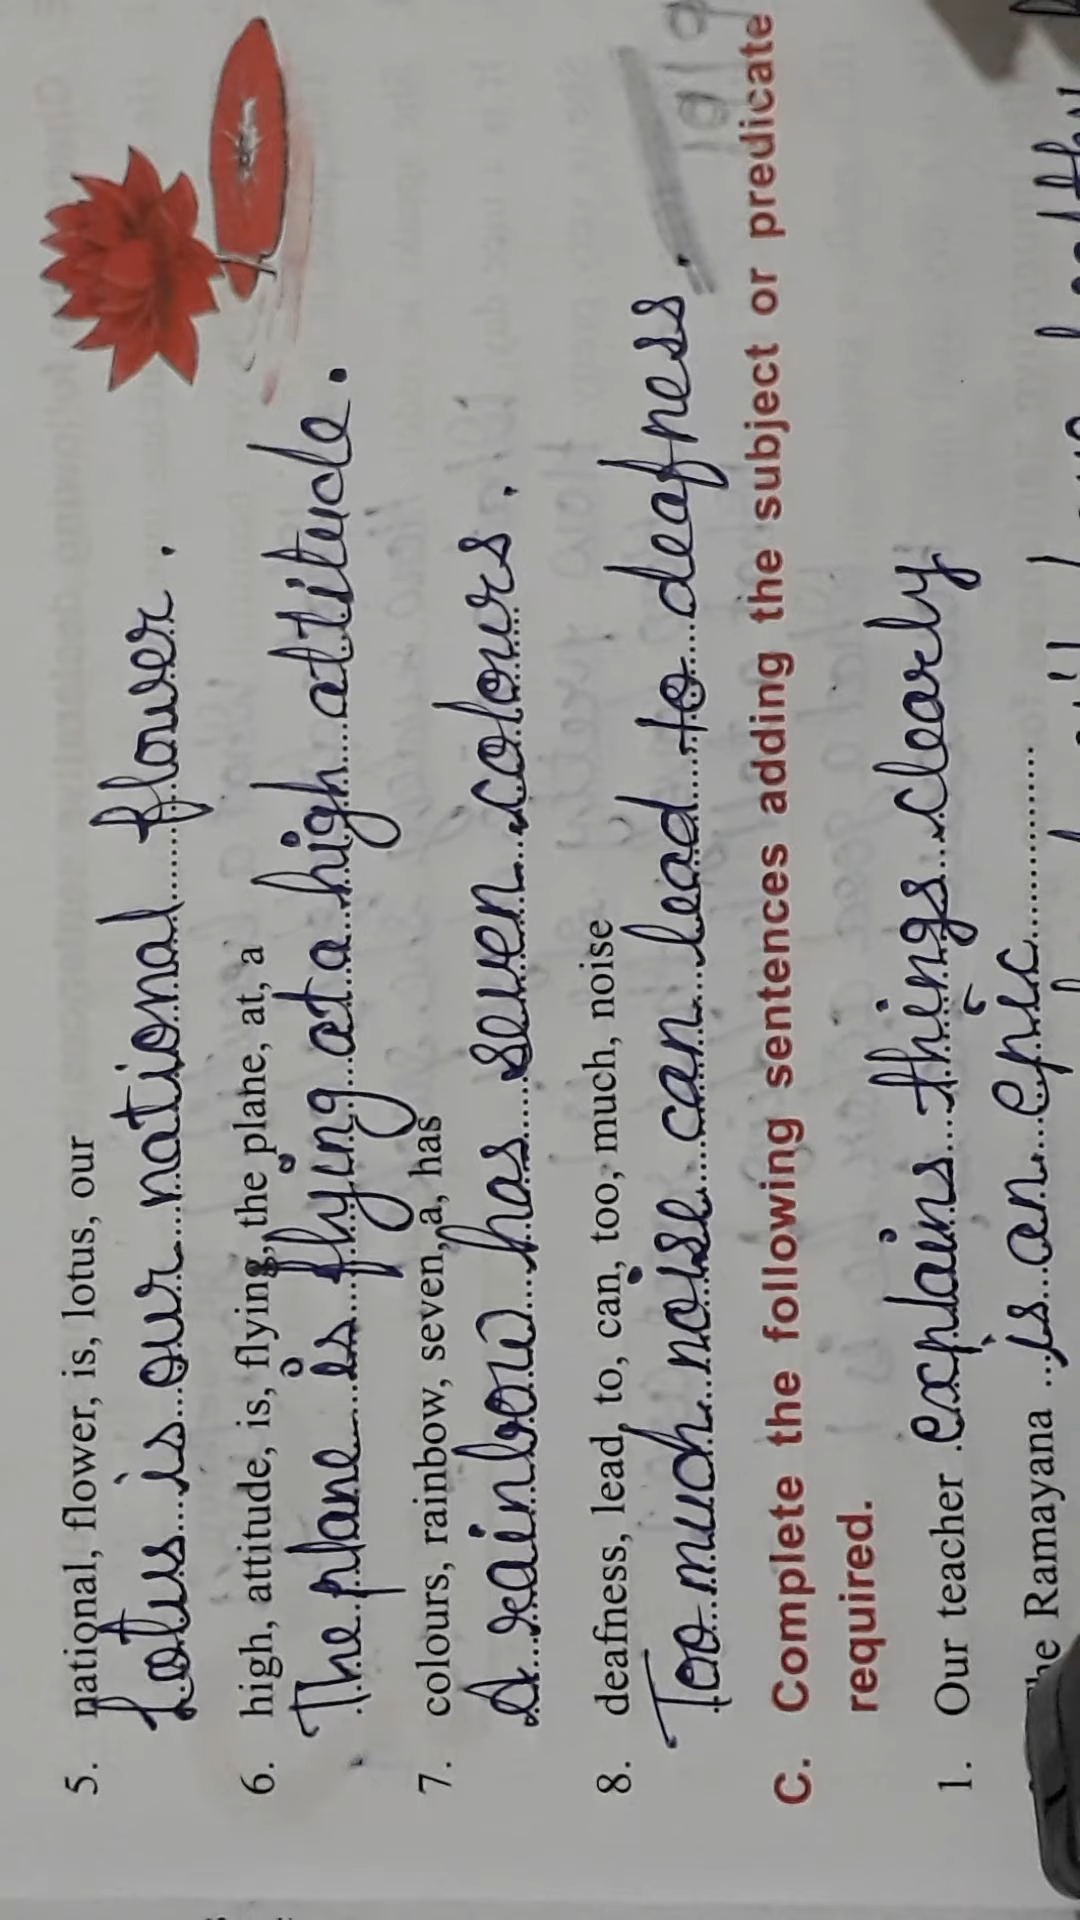 5. national, flower, is, lotus, our
Lotus is our national flower.
6. high, attitude, is, flying, the plane, at, a
The plane is flying at a high attitude.
7. colours, rainbow, seven, a, has
A rainbow has seven colours.
8. deafness, lead, to, can, too, much, noise
Too much noise can lead to deafness.
C. Complete the following sentences adding the subject or predicate
required.
1. Our teacher explains things clearly
he Ramayana is an epic